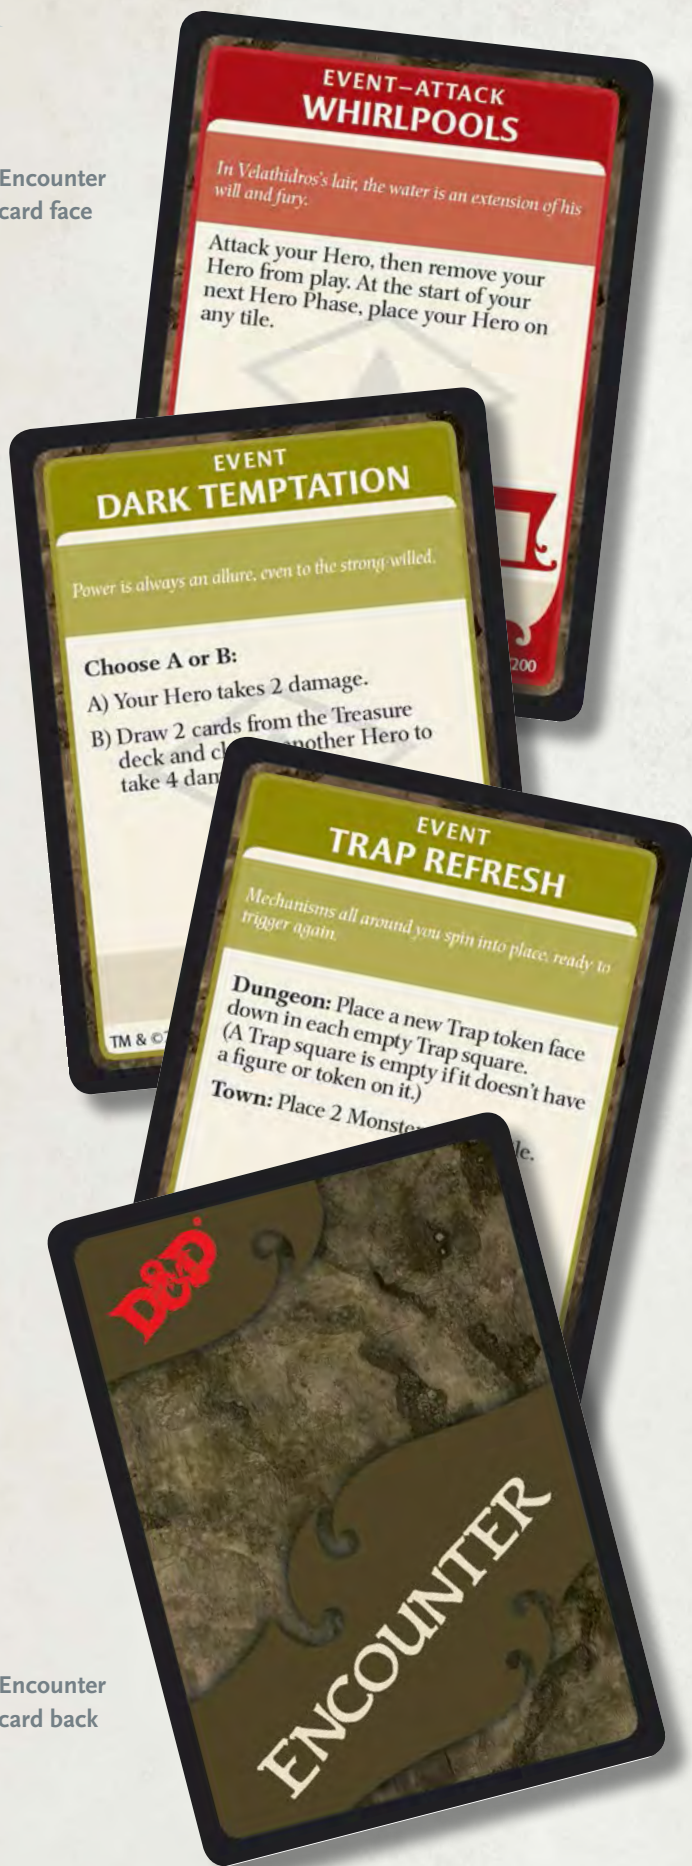 Encounter
card face
EVENT–ATTACK
WHIRLPOOLS
In Velathidros's lair, the water is an extension of his
will and fury.
Attack your Hero, then remove your
Hero from play. At the start of your
next Hero Phase, place your Hero on
any tile.
200
EVENT
DARK TEMPTATION
Power is always an allure, even to the strong-willed.
Choose A or B:
A) Your Hero takes 2 damage.
B) Draw 2 cards from the Treasure
deck and another Hero to
take 4
TM & ©
EVENT
TRAP REFRESH
Mechanisms all around you spin into place, ready to
trigger again.
Dungeon: Place a new Trap token face
down in each empty Trap square.
(A Trap square is empty if it doesn't have
a figure or token on it.)
Town: Place 2
D&D
ENCOUNTER
Encounter
card back